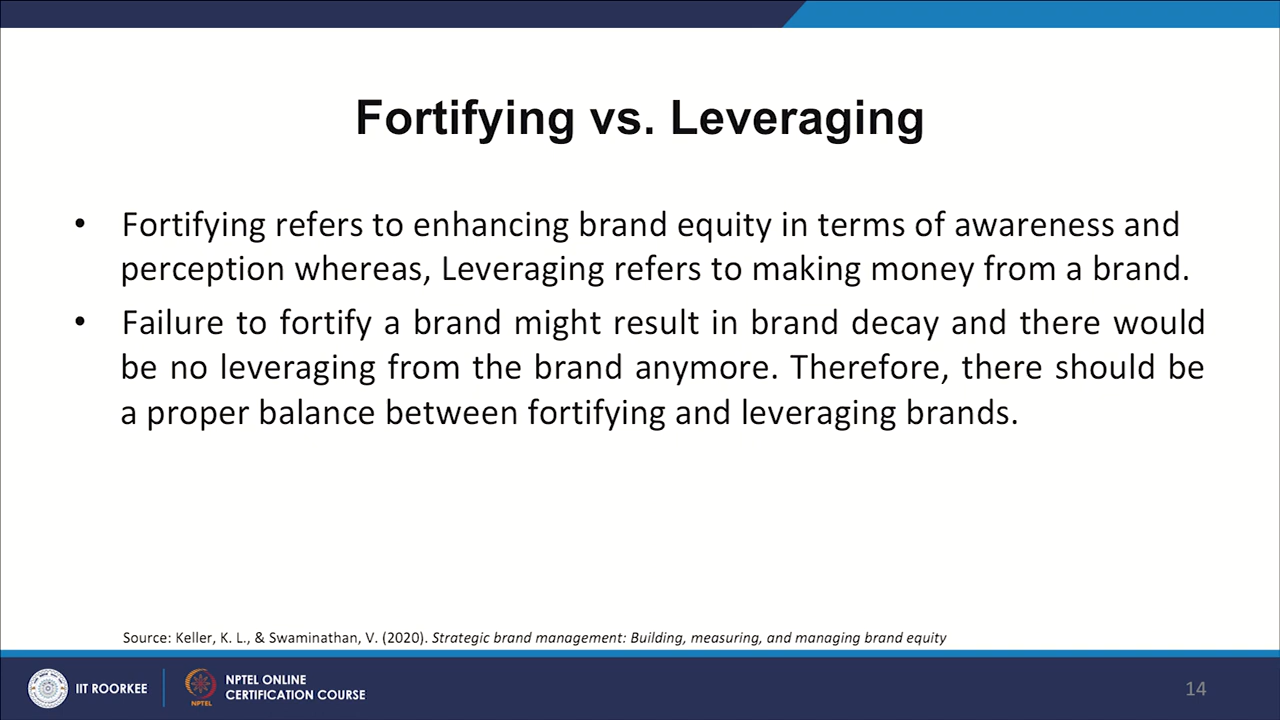 Fortifying vs. Leveraging
• Fortifying refers to enhancing brand equity in terms of awareness and
perception whereas, Leveraging refers to making money from a brand.
• Failure to fortify a brand might result in brand decay and there would
be no leveraging from the brand anymore. Therefore, there should be
a proper balance between fortifying and leveraging brands.
Source: Keller, K. L., & Swaminathan, V. (2020). Strategic brand management: Building, measuring, and managing brand equity
IIT ROORKEE
NPTEL
NPTEL ONLINE
CERTIFICATION COURSE
14